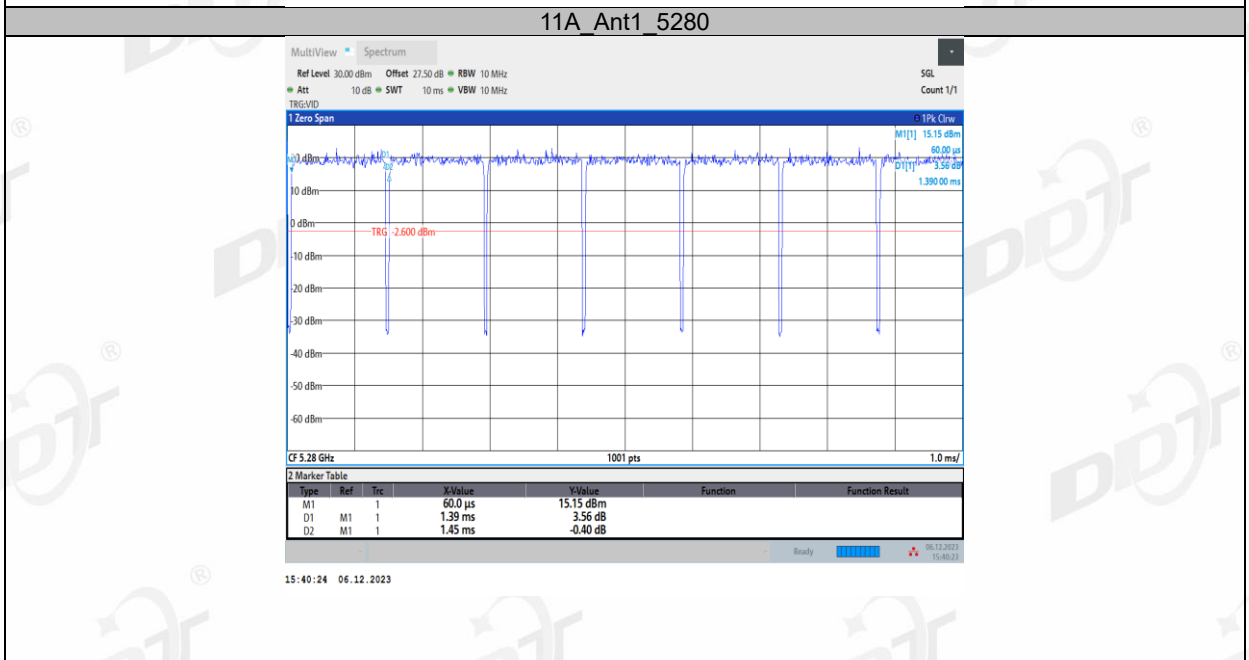 11A_Ant1_5280
MultiView Spectrum
Ref Level 30.00 dBm Offset 27.50 dB RBW 10 MHz SGL
Att 10 dB SWT 10 ms VBW 10 MHz Count 1/1
TRG:VID
1 Zero Span 1Pk Clrw
M1[1] 15.15 dBm
60.00 µs
D1[1] 3.56 dB
1.390 00 ms
M1
D1
D2
10 dBm
0 dBm
TRG -2.600 dBm
-10 dBm
-20 dBm
-30 dBm
-40 dBm
-50 dBm
-60 dBm
CF 5.28 GHz 1001 pts 1.0 ms/
2 Marker Table
Type Ref Trc X-Value Y-Value Function Function Result
M1 1 60.0 µs 15.15 dBm
D1 M1 1 1.39 ms 3.56 dB
D2 M1 1 1.45 ms -0.40 dB
Ready 06.12.2023
15:40:23
15:40:24 06.12.2023
DDT ®